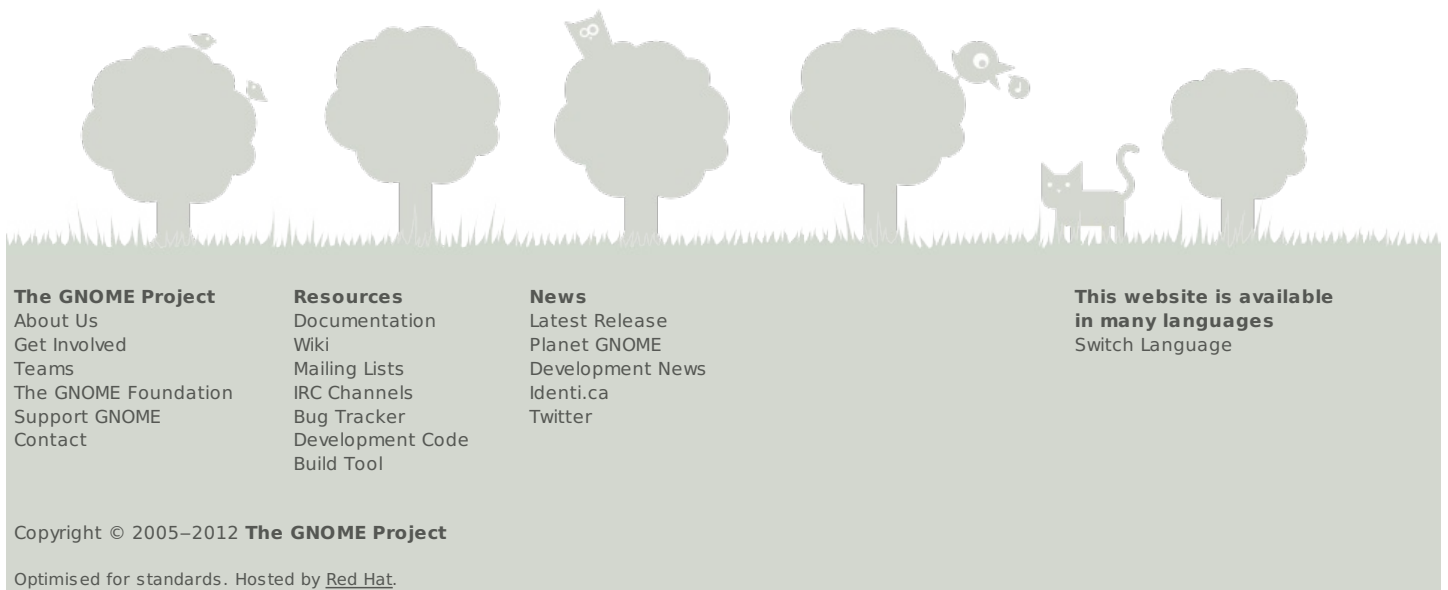 The GNOME Project
About Us
Get Involved
Teams
The GNOME Foundation
Support GNOME
Contact
Resources
Documentation
Wiki
Mailing Lists
IRC Channels
Bug Tracker
Development Code
Build Tool
News
Latest Release
Planet GNOME
Development News
Identi.ca
Twitter
This website is available
in many languages
Switch Language
Copyright © 2005–2012 The GNOME Project
Optimised for standards. Hosted by Red Hat.